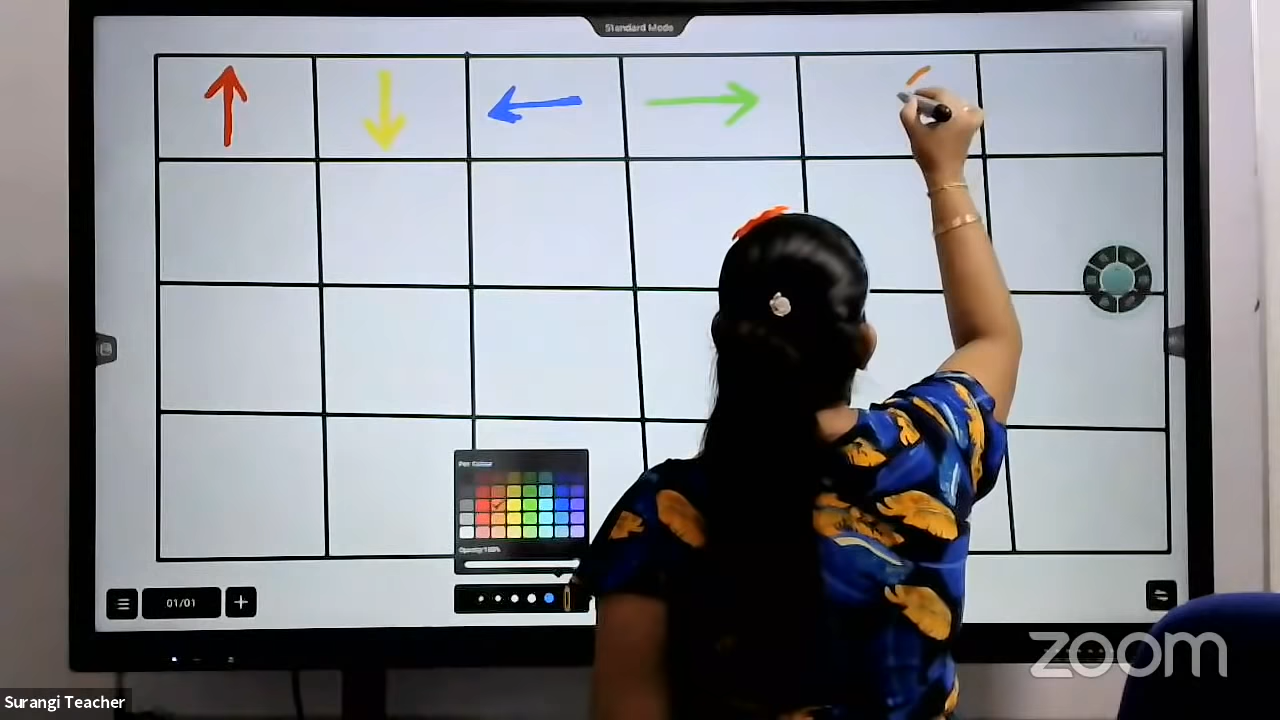 Standard Mode
Pen Colour
Opacity:100%
01/01
zoom
Surangi Teacher